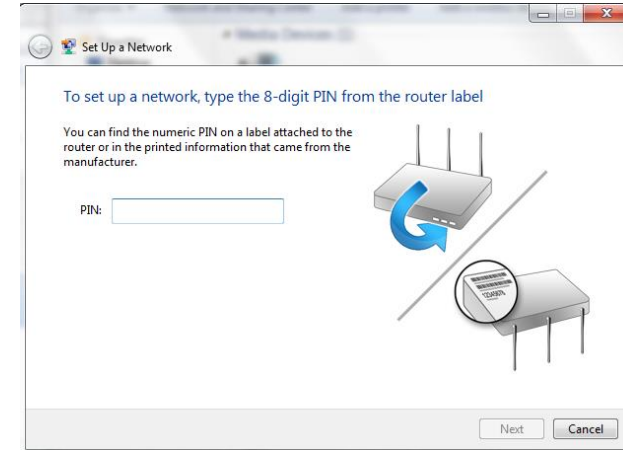 Set Up a Network
To set up a network, type the 8-digit PIN from the router label
You can find the numeric PIN on a label attached to the
router or in the printed information that came from the
manufacturer.
PIN:
12345670
Next
Cancel